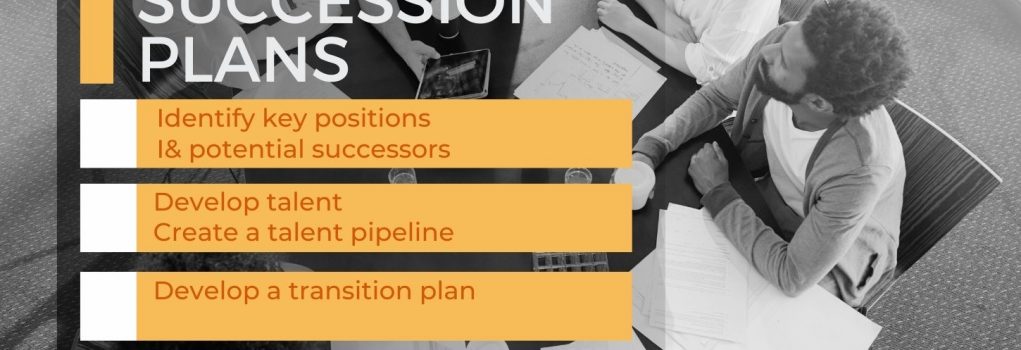 SUCCESSION
PLANS
Identify key positions
I& potential successors
Develop talent
Create a talent pipeline
Develop a transition plan